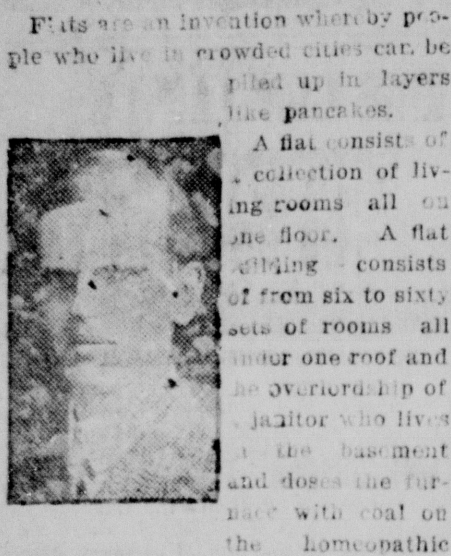 Flats are an invention whereby peo-
ple who live in crowded cities can be
piled up in layers
like pancakes.
A flat consists of
a collection of liv-
ing rooms all on
one floor. A flat
building consists
of from six to sixty
sets of rooms all
under one roof and
the overlordship of
a janitor who lives
in the basement
and doses the fur-
nace with coal on
the homeopathic